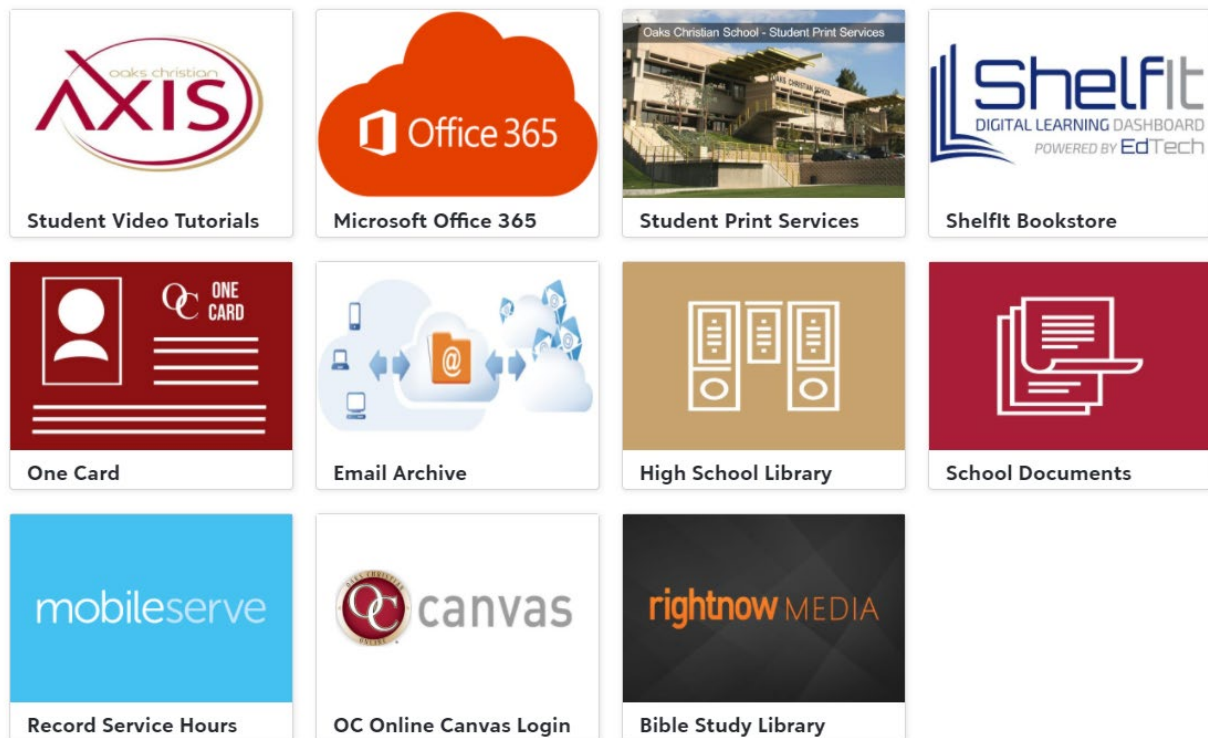 oaks christian
AXIS
Student Video Tutorials
Office 365
Microsoft Office 365
Oaks Christian School - Student Print Services
OAKS CHRISTIAN SCHOOL
Student Print Services
ShelfIt
DIGITAL LEARNING DASHBOARD
POWERED BY EdTech
ShelfIt Bookstore
OC ONE
CARD
One Card
@
Email Archive
High School Library
School Documents
mobileserve
Record Service Hours
OAKS CHRISTIAN
OC
ONLINE
canvas
OC Online Canvas Login
rightnow MEDIA
Bible Study Library